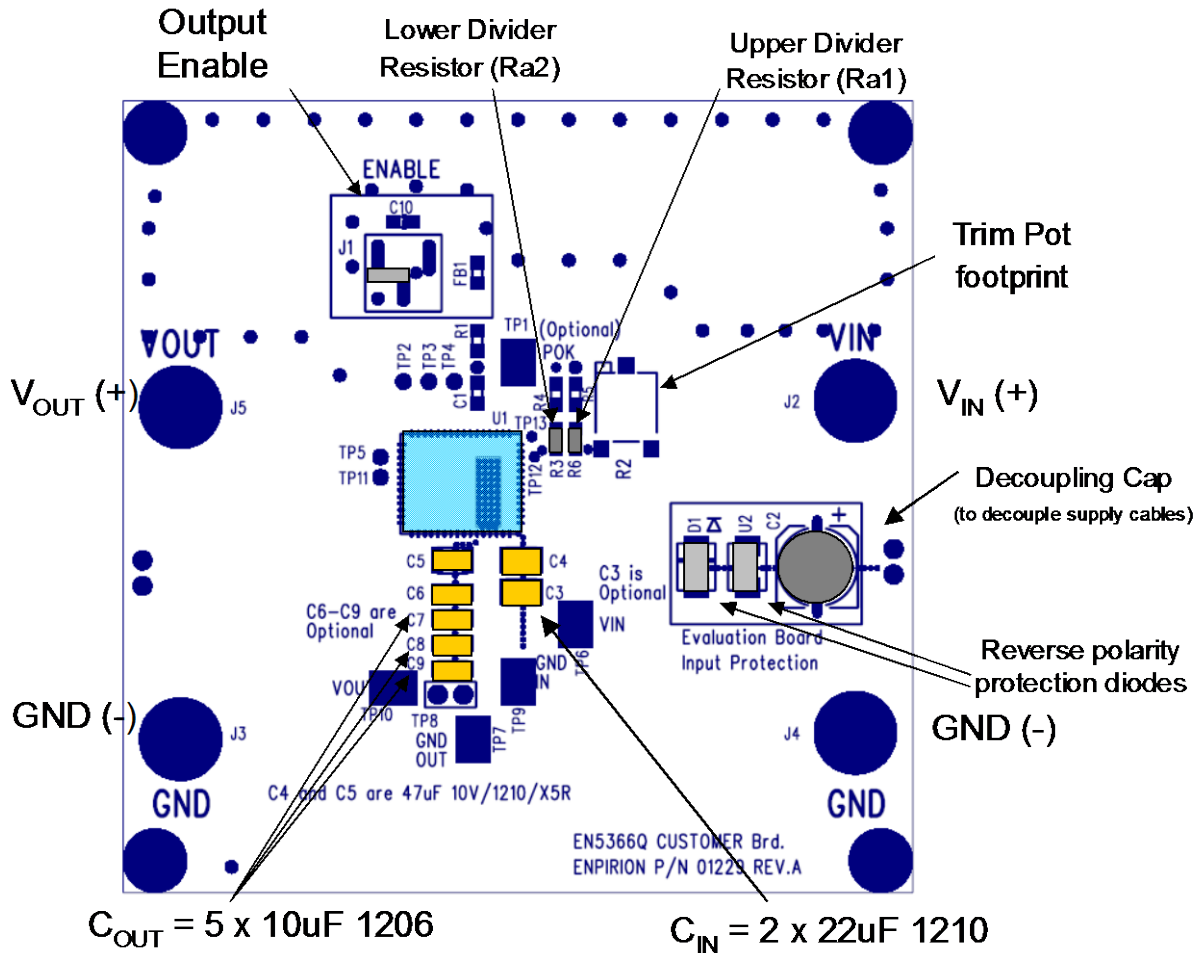 Output
Enable
Lower Divider
Resistor (Ra2)
Upper Divider
Resistor (Ra1)
ENABLE
C10
J1
FB1
Trim Pot
footprint
VOUT
TP2
TP3
TP4
R1
C1
TP1
(Optional)
POK
R4
R5
VIN
V_OUT (+)
J5
J2
V_IN (+)
U1
TP13
TP12
R3
R6
R2
TP5
TP11
Decoupling Cap
(to decouple supply cables)
D1
U2
C2
+
C5
C4
C6
C3
C3 is
Optional
C6-C9 are
Optional
C7
C8
C9
VIN
TP6
Evaluation Board
Input Protection
Reverse polarity
protection diodes
VOU
TP10
GND
IN
TP9
GND (-)
J3
TP8
GND
OUT
TP7
J4
GND (-)
GND
C4 and C5 are 47uF 10V/1210/X5R
GND
EN5366Q CUSTOMER Brd.
ENPIRION P/N 01229 REV.A
C_OUT = 5 x 10uF 1206
C_IN = 2 x 22uF 1210